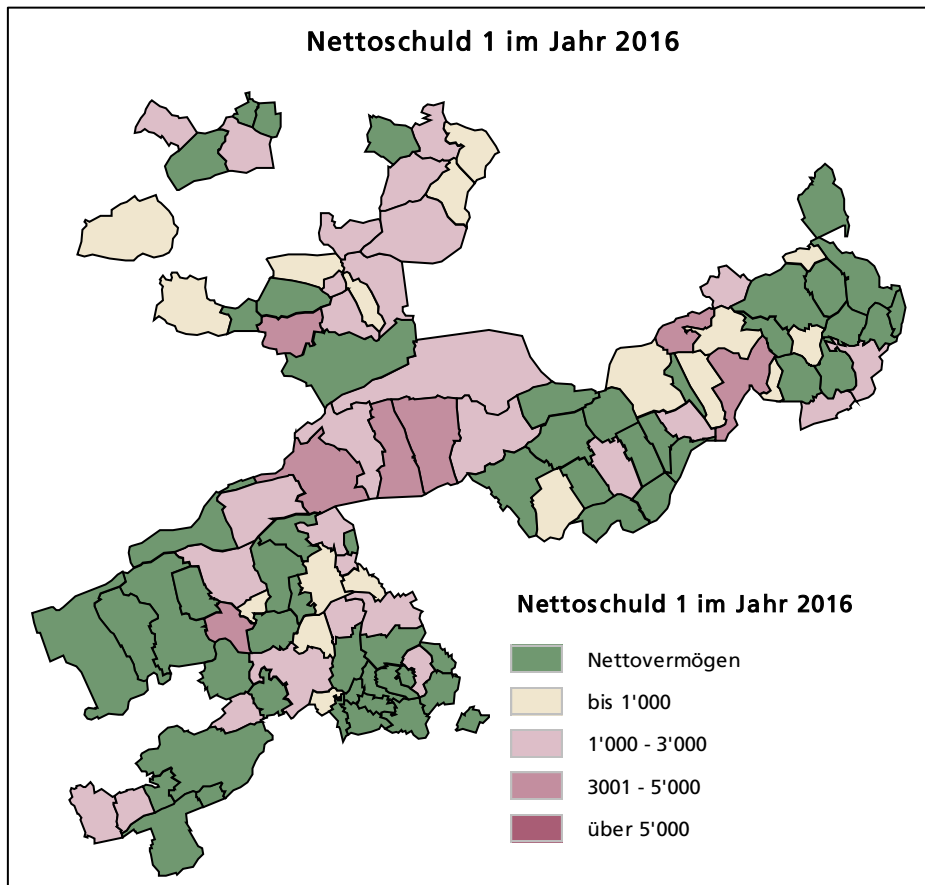 Nettoschuld 1 im Jahr 2016
Nettoschuld 1 im Jahr 2016
Nettovermögen
bis 1'000
1'000 - 3'000
3001 - 5'000
über 5'000